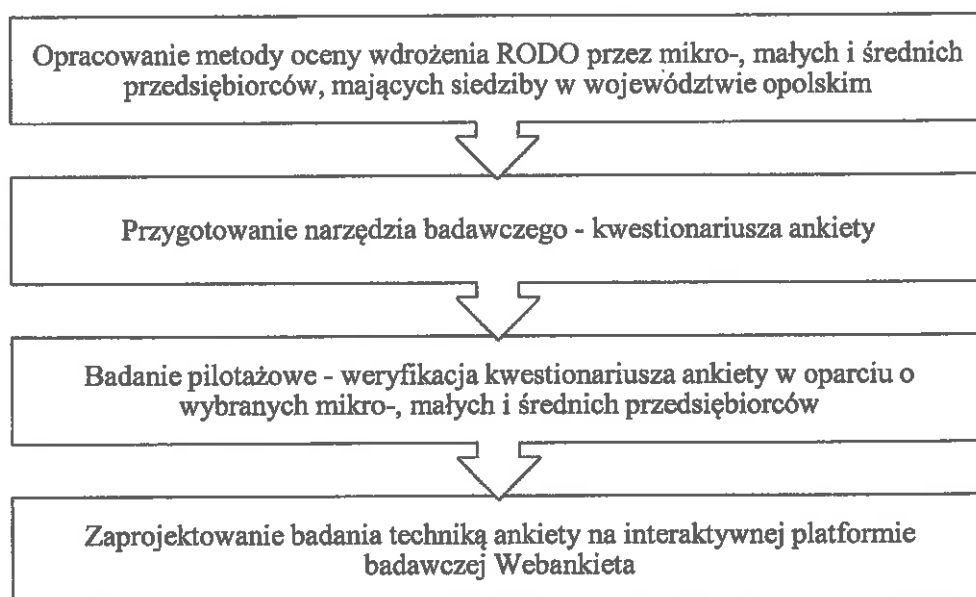 Opracowanie metody oceny wdrożenia RODO przez mikro-, małych i średnich
przedsiębiorców, mających siedziby w województwie opolskim
Przygotowanie narzędzia badawczego - kwestionariusza ankiety
Badanie pilotażowe - weryfikacja kwestionariusza ankiety w oparciu o
wybranych mikro-, małych i średnich przedsiębiorców
Zaprojektowanie badania techniką ankiety na interaktywnej platformie
badawczej Webankieta